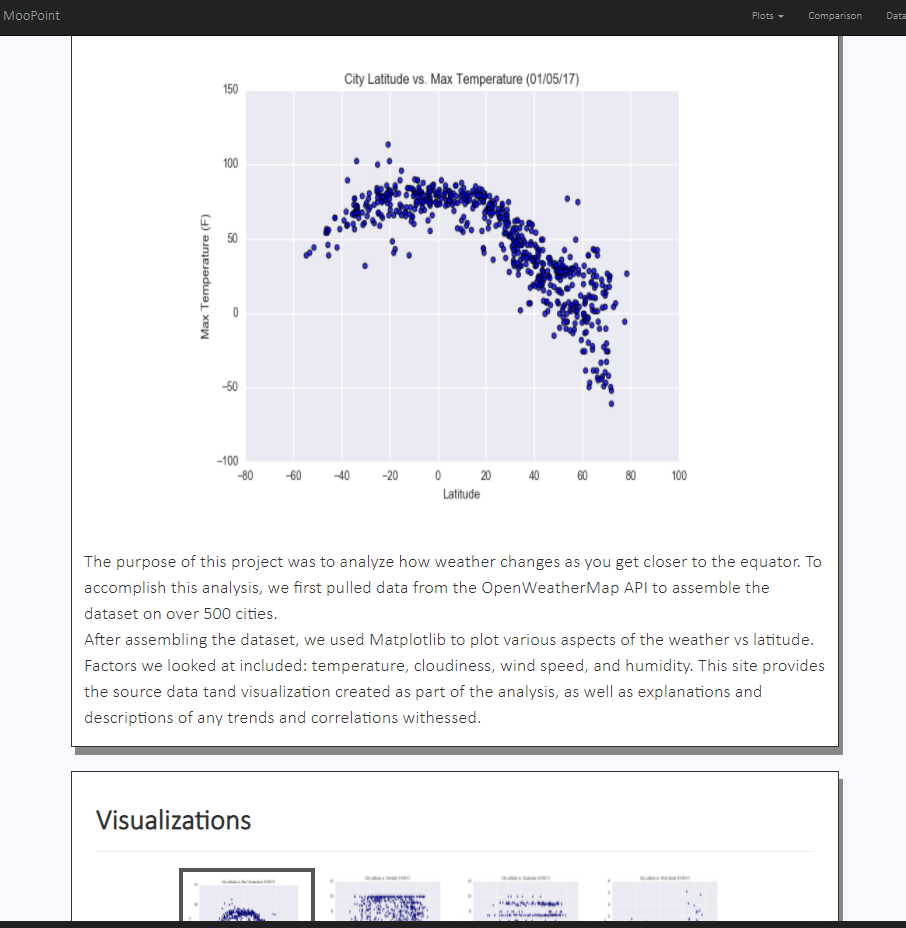 MooPoint
Plots Comparison Data
City Latitude vs. Max Temperature (01/05/17)
150
100
50
0
−50
−100
Max Temperature (F)
−80 −60 −40 −20 0 20 40 60 80 100
Latitude
The purpose of this project was to analyze how weather changes as you get closer to the equator. To
accomplish this analysis, we first pulled data from the OpenWeatherMap API to assemble the
dataset on over 500 cities.
After assembling the dataset, we used Matplotlib to plot various aspects of the weather vs latitude.
Factors we looked at included: temperature, cloudiness, wind speed, and humidity. This site provides
the source data tand visualization created as part of the analysis, as well as explanations and
descriptions of any trends and correlations withessed.
Visualizations